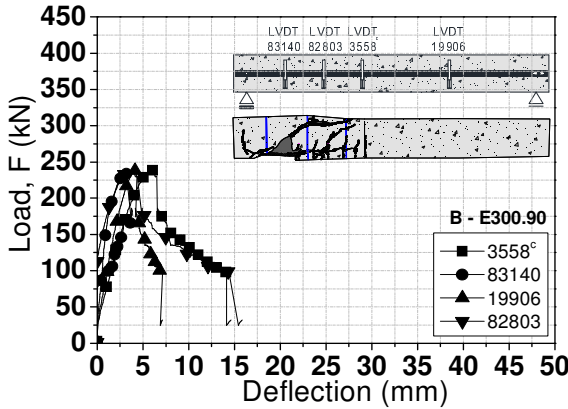 450
400
350
300
250
200
150
100
50
0
Load, F (kN)
LVDT LVDT LVDT LVDT
83140 82803 3558c 19906
B - E300.90
3558c
83140
19906
82803
0 5 10 15 20 25 30 35 40 45 50
Deflection (mm)